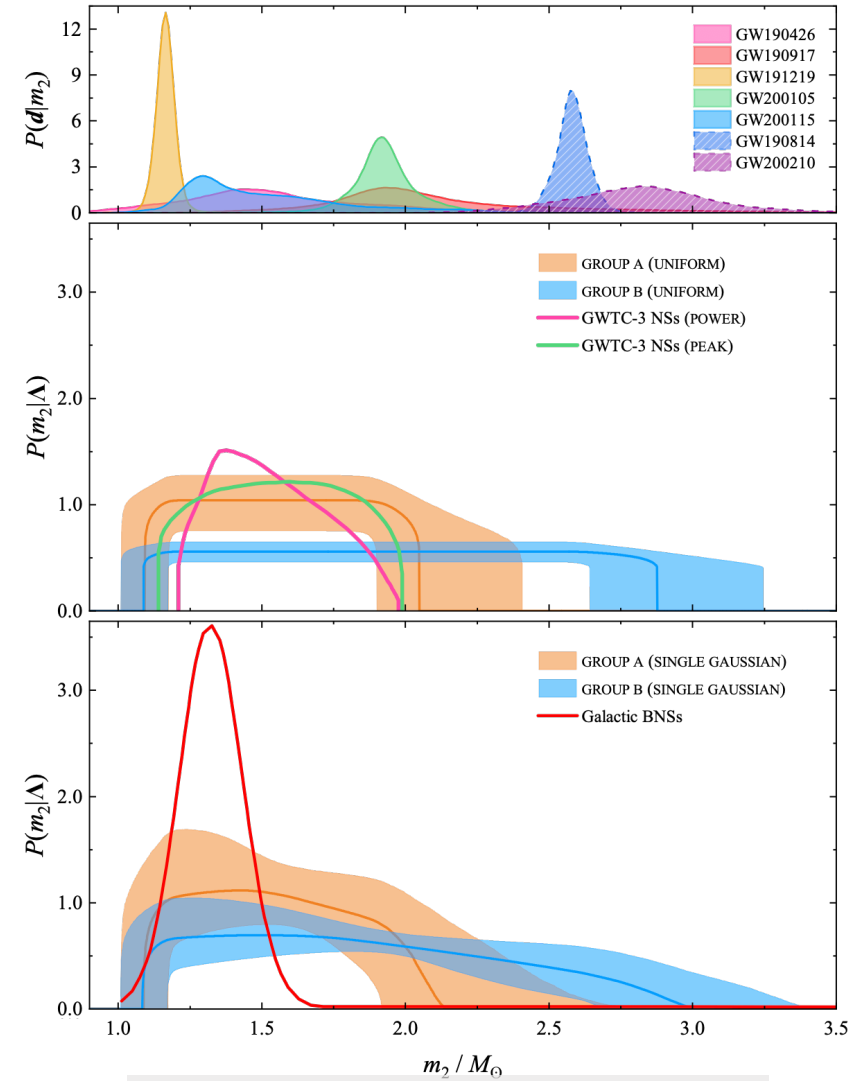 12
9
6
3
0
P(d|m₂)
GW190426
GW190917
GW191219
GW200105
GW200115
GW190814
GW200210
3.0
2.0
1.0
0.0
P(m₂|Λ)
GROUP A (UNIFORM)
GROUP B (UNIFORM)
GWTC-3 NSs (POWER)
GWTC-3 NSs (PEAK)
3.0
2.0
1.0
0.0
P(m₂|Λ)
GROUP A (SINGLE GAUSSIAN)
GROUP B (SINGLE GAUSSIAN)
Galactic BNSs
1.0 1.5 2.0 2.5 3.0 3.5
m₂ / M⊙